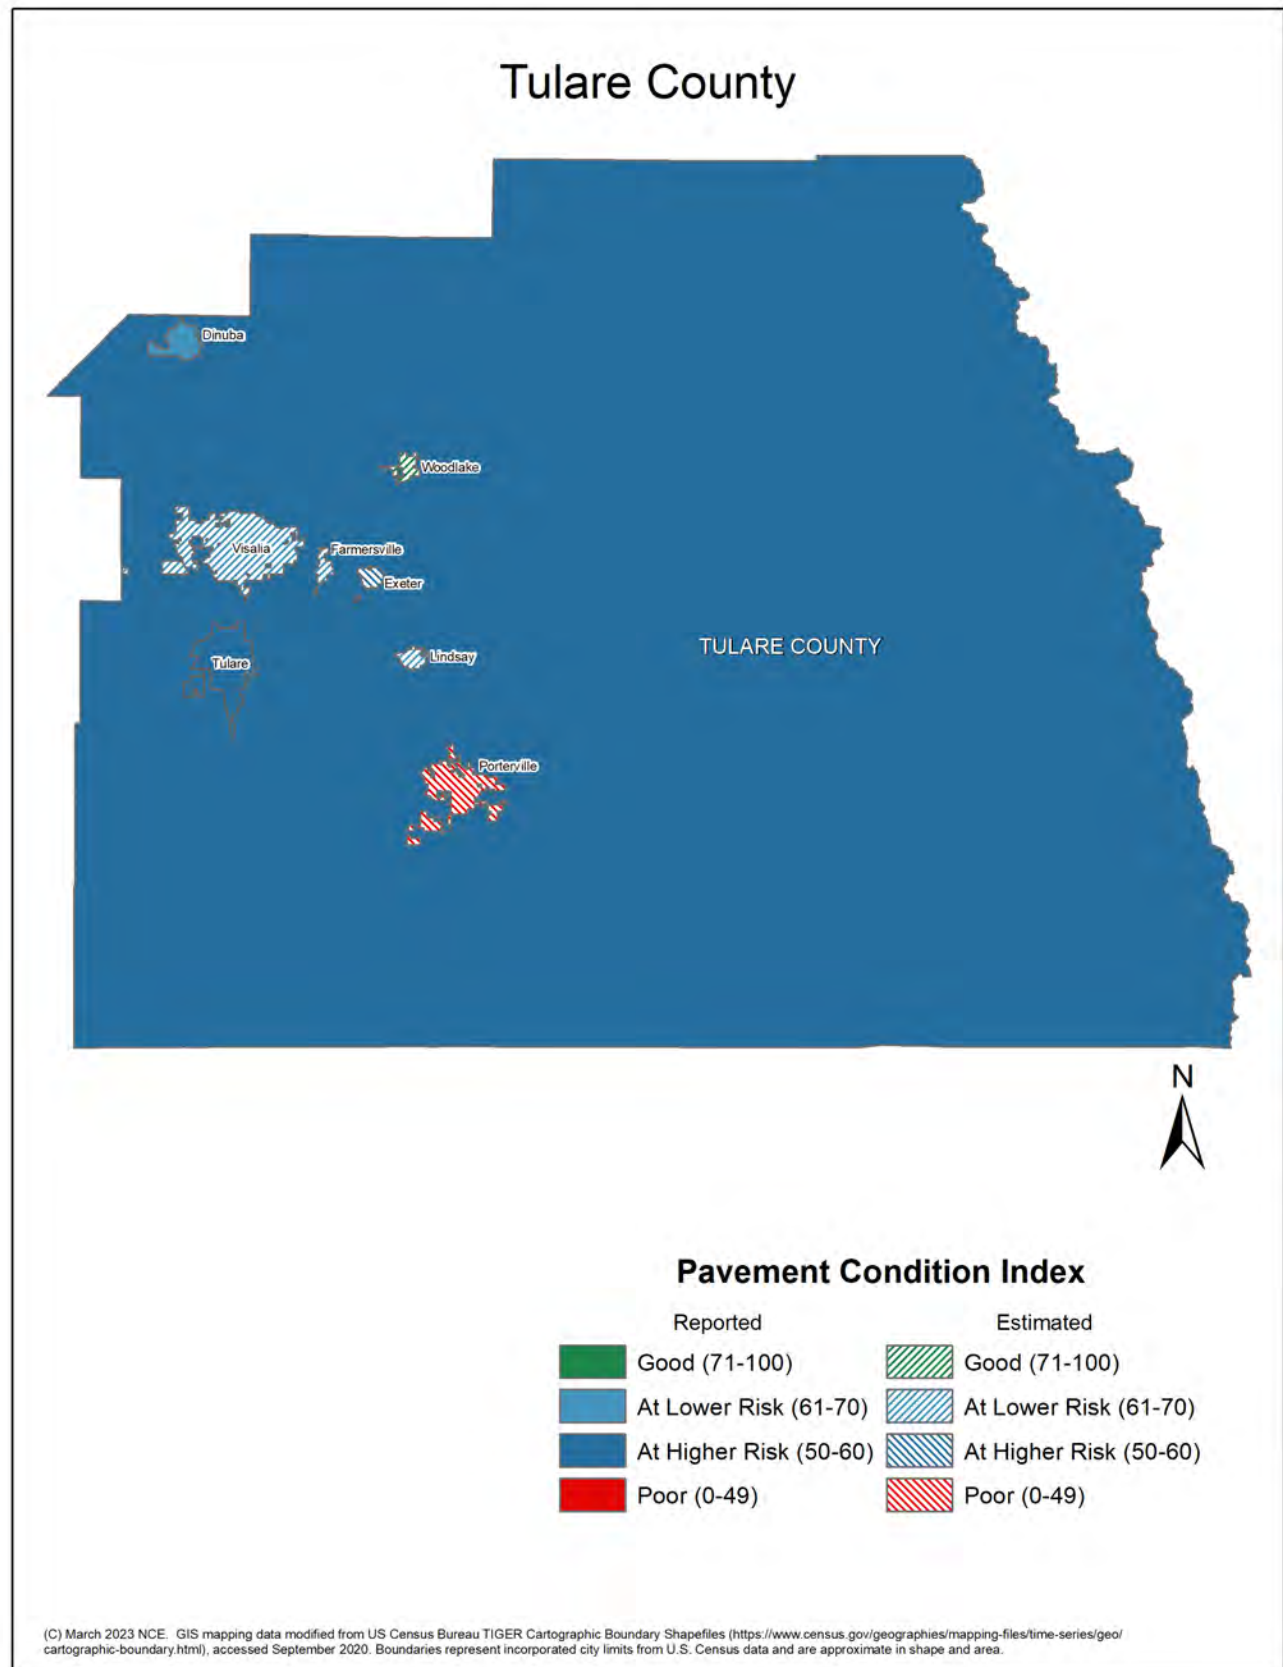 Tulare County
Dinuba
Woodlake
Visalia
Farmersville
Exeter
TULARE COUNTY
Tulare
Lindsay
Porterville
N
Pavement Condition Index
Reported
Estimated
Good (71-100)
Good (71-100)
At Lower Risk (61-70)
At Lower Risk (61-70)
At Higher Risk (50-60)
At Higher Risk (50-60)
Poor (0-49)
Poor (0-49)
(C) March 2023 NCE. GIS mapping data modified from US Census Bureau TIGER Cartographic Boundary Shapefiles (https://www.census.gov/geographies/mapping-files/time-series/geo/
cartographic-boundary.html), accessed September 2020. Boundaries represent incorporated city limits from U.S. Census data and are approximate in shape and area.